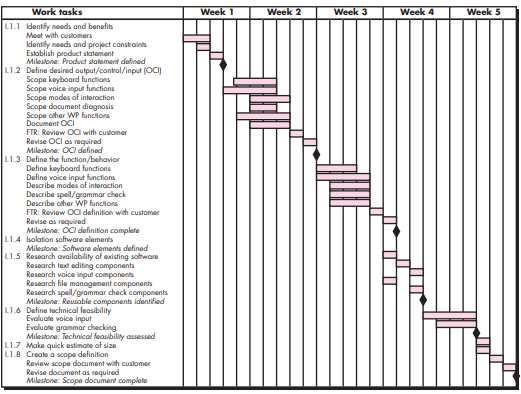 Work tasks Week 1 Week 2 Week 3 Week 4 Week 5
I.1.1 Identify needs and benefits
Meet with customers
Identify needs and project constraints
Establish product statement
Milestone: Product statement defined
I.1.2 Define desired output/control/input (OCI)
Scope keyboard functions
Scope voice input functions
Scope modes of interaction
Scope document diagnosis
Scope other WP functions
Document OCI
FTR: Review OCI with customer
Revise OCI as required
Milestone: OCI defined
I.1.3 Define the function/behavior
Define keyboard functions
Define voice input functions
Describe modes of interaction
Describe spell/grammar check
Describe other WP functions
FTR: Review OCI definition with customer
Revise as required
Milestone: OCI definition complete
I.1.4 Isolation software elements
Milestone: Software elements defined
I.1.5 Research availability of existing software
Research text editing components
Research voice input components
Research file management components
Research spell/grammar check components
Milestone: Reusable components identified
I.1.6 Define technical feasibility
Evaluate voice input
Evaluate grammar checking
Milestone: Technical feasibility assessed
I.1.7 Make quick estimate of size
I.1.8 Create a scope definition
Review scope document with customer
Revise document as required
Milestone: Scope document complete